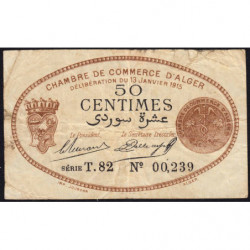 CHAMBRE DE COMMERCE D'ALGER
DÉLIBÉRATION DU 13 JANVIER 1915
50
CENTIMES
عشرة سوردي
Le Président, Le Secrétaire Trésorier,
SÉRIE T.82 Nº 00,239